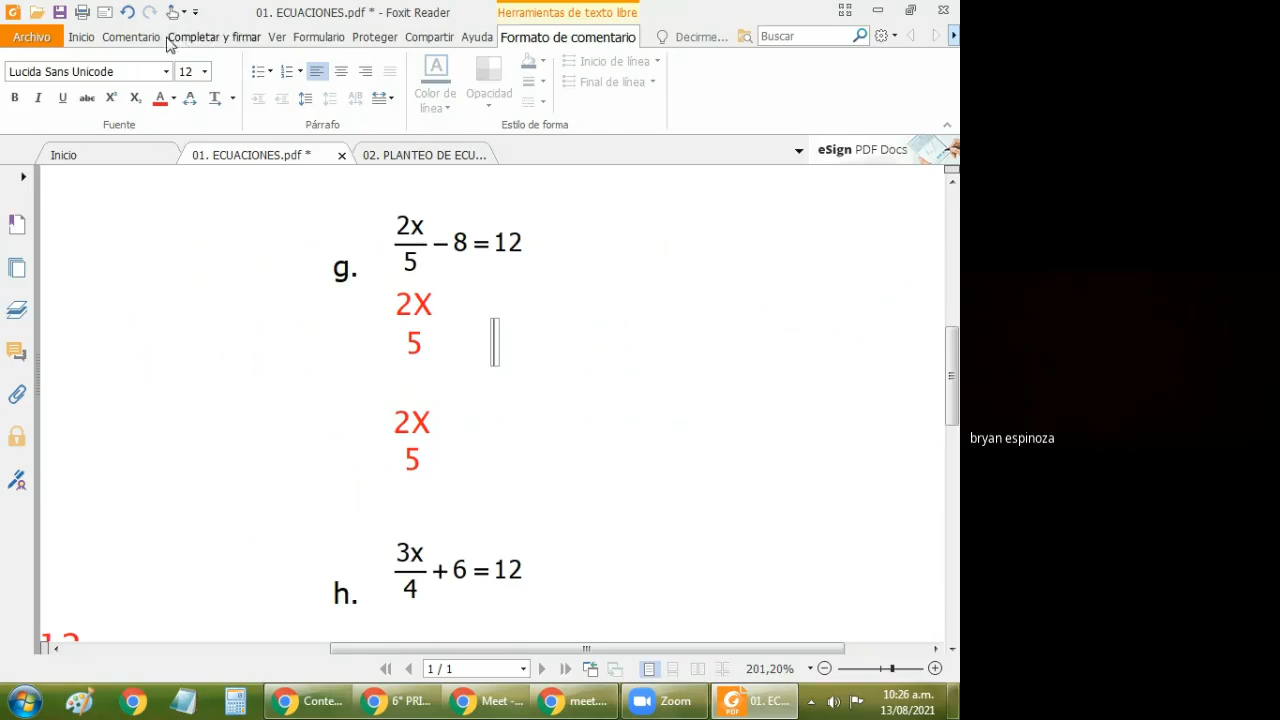 01. ECUACIONES.pdf * - Foxit Reader
Herramientas de texto libre
Archivo Inicio Comentario Completar y firmar Ver Formulario Proteger Compartir Ayuda Formato de comentario Decirme... Buscar
Lucida Sans Unicode 12
Color de línea Opacidad
Inicio de línea
Final de línea
Fuente Párrafo Estilo de forma
Inicio 01. ECUACIONES.pdf * 02. PLANTEO DE ECU... eSign PDF Docs
g. 2x/5 – 8 = 12
2X
5
2X
5
h. 3x/4 + 6 = 12
12
bryan espinoza
1 / 1 201,20%
Conte... 6° PRI... Meet -... meet.... Zoom 01. EC...
10:26 a.m.
13/08/2021